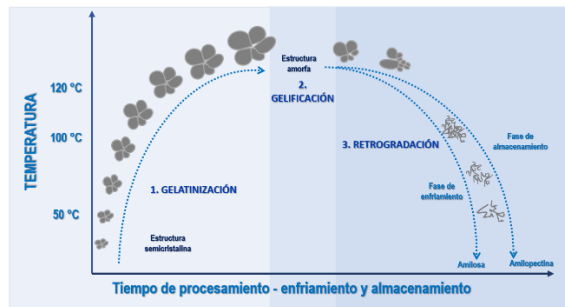 TEMPERATURA
120 °C
100 °C
50 °C
Estructura
amorfa
2.
GELIFICACIÓN
1. GELATINIZACIÓN
3. RETROGRADACIÓN
Fase de
almacenamiento
Fase de
enfriamiento
Estructura
semicristalina
Amilosa
Amilopectina
Tiempo de procesamiento - enfriamiento y almacenamiento